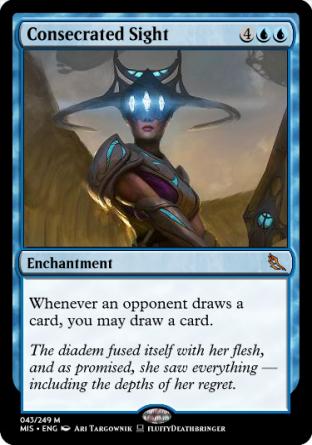 Consecrated Sight 4
Enchantment
Whenever an opponent draws a
card, you may draw a card.
The diadem fused itself with her flesh,
and as promised, she saw everything —
including the depths of her regret.
043/249 M
MIS • ENG Ari Targownik fluffyDeathbringer